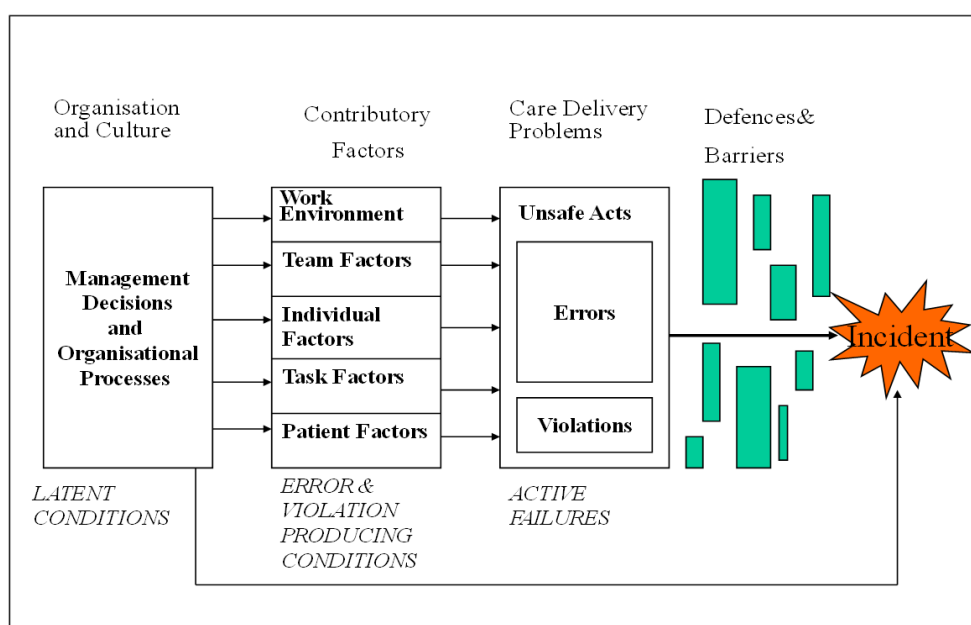 Organisation
and Culture
Contributory
Factors
Care Delivery
Problems
Defences&
Barriers
Management
Decisions
and
Organisational
Processes
Work
Environment
Team Factors
Individual
Factors
Task Factors
Patient Factors
Unsafe Acts
Errors
Violations
Incident
LATENT
CONDITIONS
ERROR &
VIOLATION
PRODUCING
CONDITIONS
ACTIVE
FAILURES